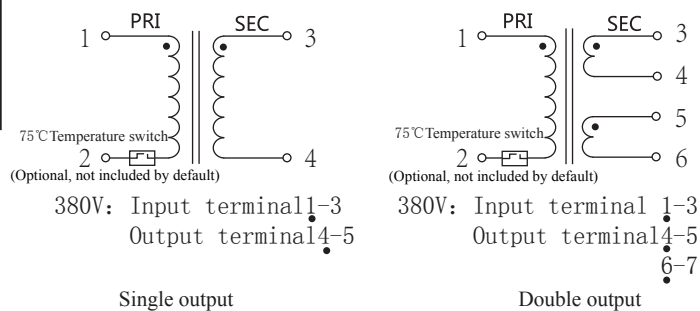 PRI SEC
1 3
75℃Temperature switch
2 4
(Optional, not included by default)
380V: Input terminal1-3
Output terminal4-5
Single output
PRI SEC
1 3
4
5
75℃Temperature switch
2 6
(Optional, not included by default)
380V: Input terminal 1-3
Output terminal4-5
6-7
Double output